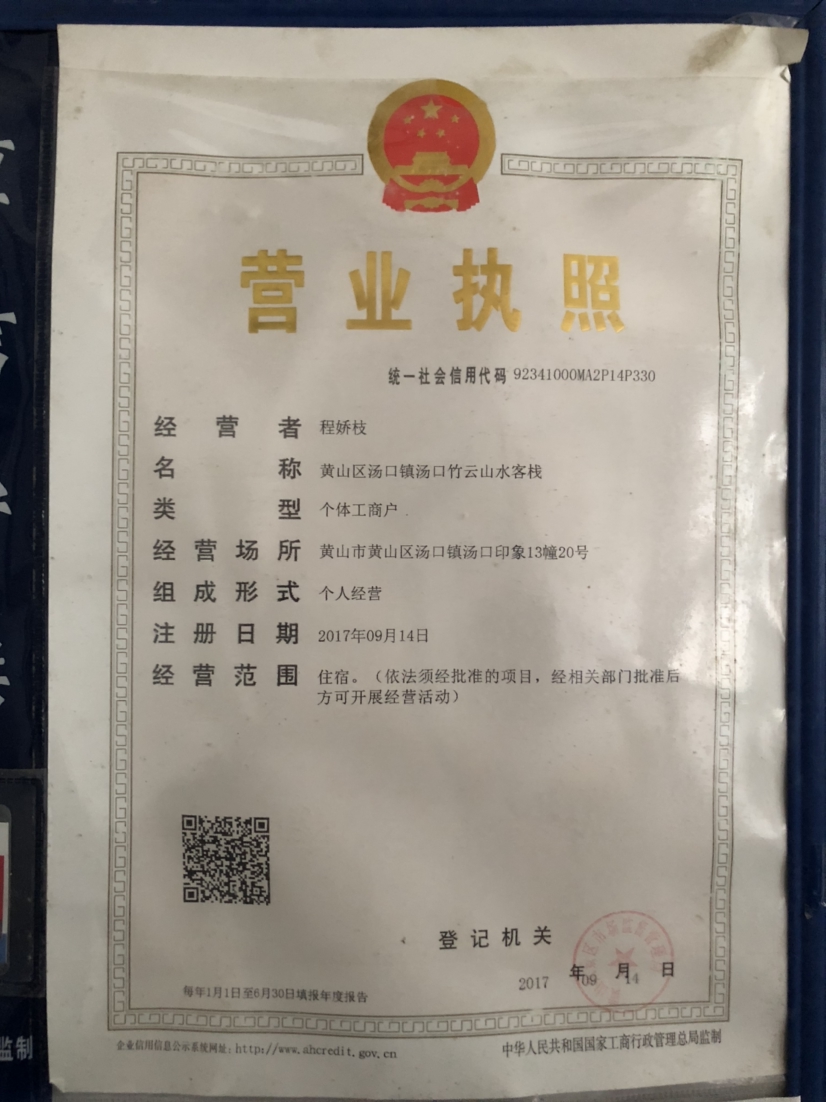 营业执照
统一社会信用代码 92341000MA2P14P330
经营者 程娇枝
名称 黄山区汤口镇汤口竹云山水客栈
类型 个体工商户
经营场所 黄山市黄山区汤口镇汤口印象13幢20号
组成形式 个人经营
注册日期 2017年09月14日
经营范围 住宿。（依法须经批准的项目，经相关部门批准后
方可开展经营活动）
登记机关
2017 年 09 月 14 日
每年1月1日至6月30日填报年度报告
企业信用信息公示系统网址：http://www.ahcredit.gov.cn
中华人民共和国国家工商行政管理总局监制
监制